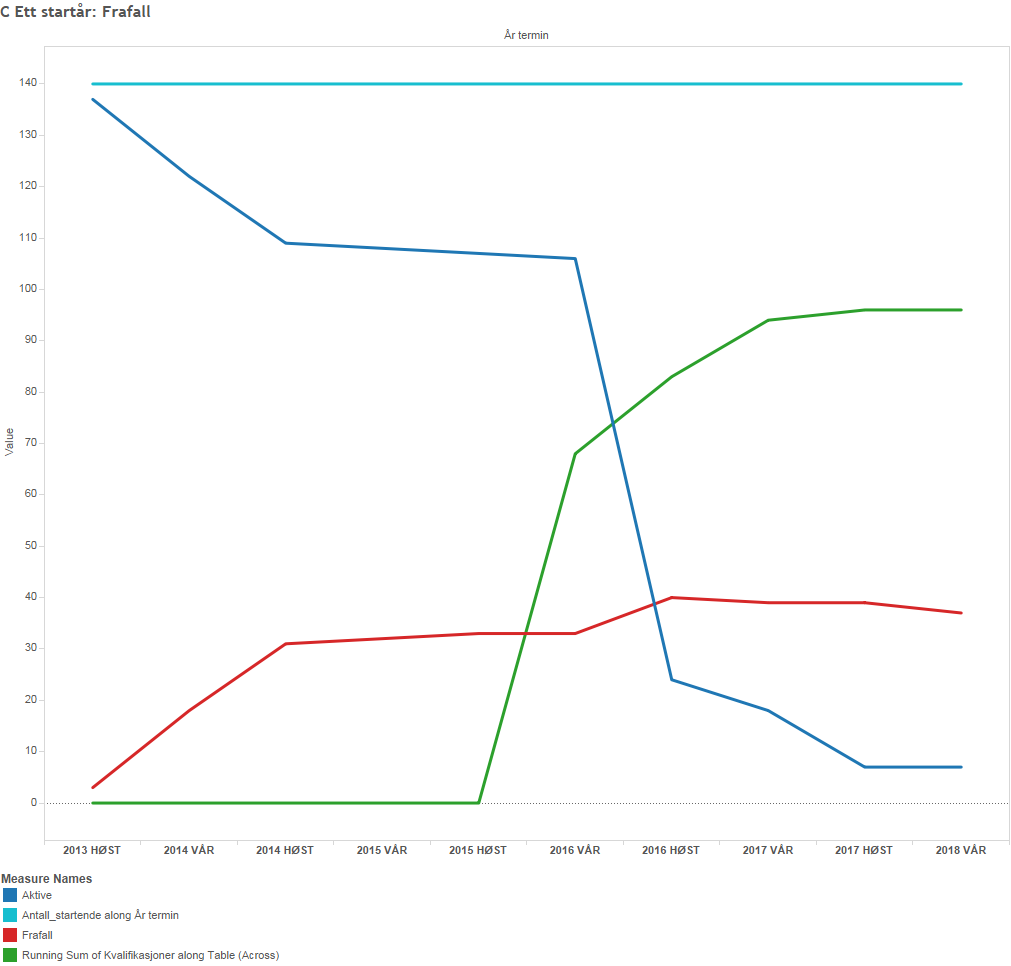 C Ett startår: Frafall
År termin
140
130
120
110
100
90
80
70
60
50
40
30
20
10
0
Value
2013 HØST 2014 VÅR 2014 HØST 2015 VÅR 2015 HØST 2016 VÅR 2016 HØST 2017 VÅR 2017 HØST 2018 VÅR
Measure Names
Aktive
Antall_startende along År termin
Frafall
Running Sum of Kvalifikasjoner along Table (Across)